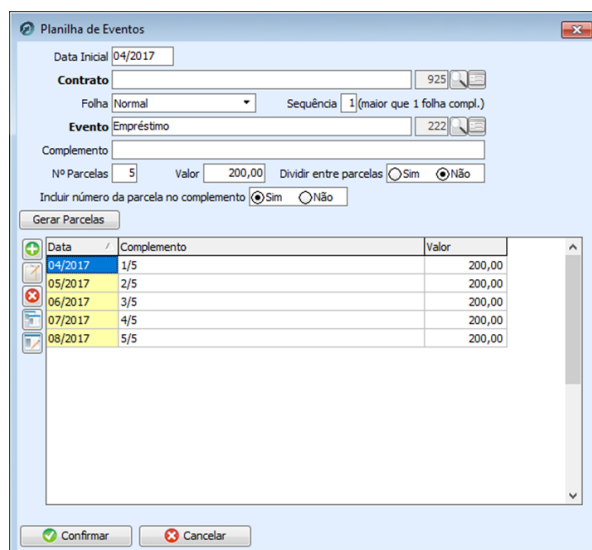 Planilha de Eventos
Data Inicial 04/2017
Contrato 925
Folha Normal Sequência 1 (maior que 1 folha compl.)
Evento Empréstimo 222
Complemento
Nº Parcelas 5 Valor 200,00 Dividir entre parcelas Sim Não
Incluir número da parcela no complemento Sim Não
Gerar Parcelas
Data Complemento Valor
04/2017 1/5 200,00
05/2017 2/5 200,00
06/2017 3/5 200,00
07/2017 4/5 200,00
08/2017 5/5 200,00
Confirmar Cancelar